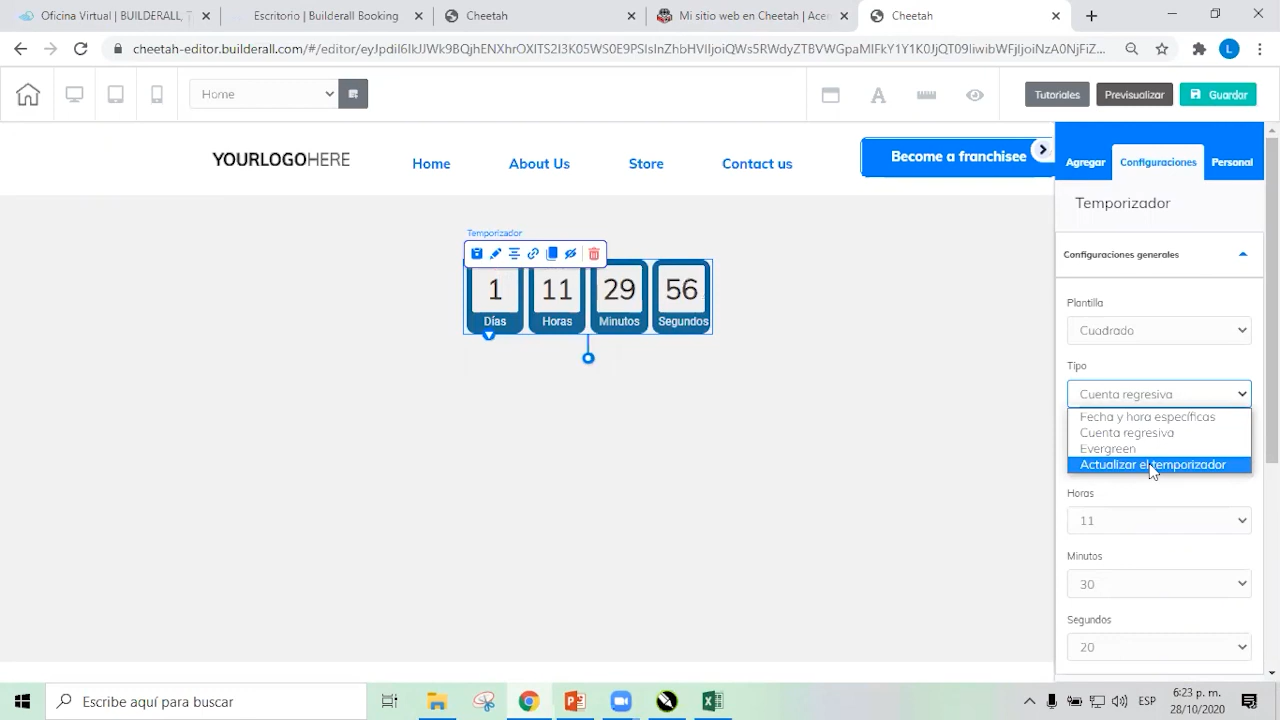 Oficina Virtual | BUILDERALL, T
Escritorio | Builderall Booking
Cheetah
Mi sitio web en Cheetah | Acer
Cheetah
cheetah-editor.builderall.com/#/editor/
L
Home
Tutoriales
Previsualizar
Guardar
YOURLOGOHERE
Home
About Us
Store
Contact us
Become a franchisee
Agregar
Configuraciones
Personal
Temporizador
Configuraciones generales
Temporizador
1
11
29
56
Días
Horas
Minutos
Segundos
Plantilla
Cuadrado
Tipo
Cuenta regresiva
Fecha y hora específicas
Cuenta regresiva
Evergreen
Actualizar el temporizador
Horas
11
Minutos
30
Segundos
20
Escribe aquí para buscar
ESP
6:23 p. m.
28/10/2020